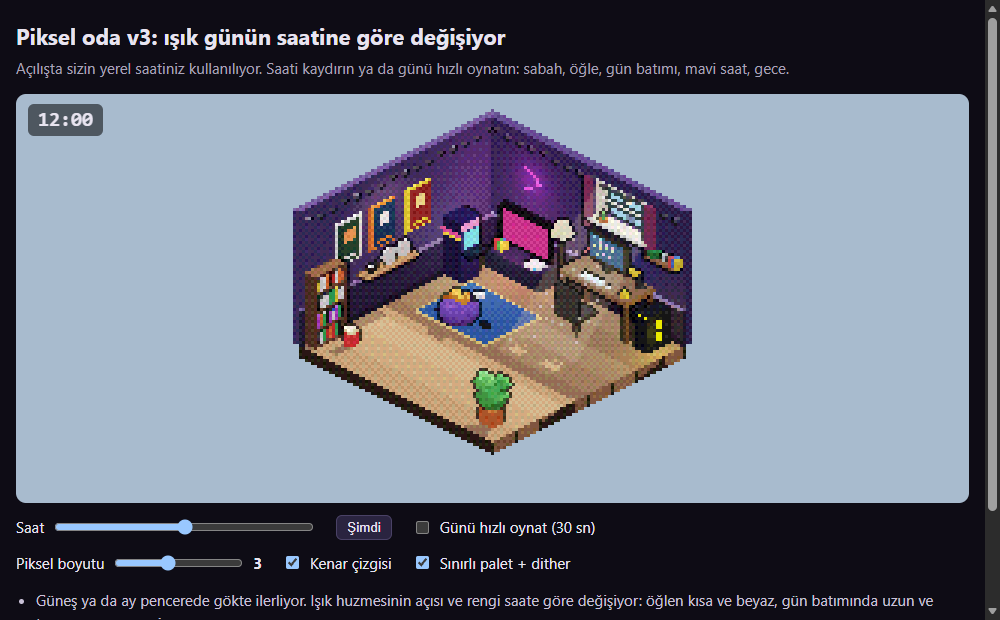 Piksel oda v3: ışık günün saatine göre değişiyor
Açılışta sizin yerel saatiniz kullanılıyor. Saati kaydırın ya da günü hızlı oynatın: sabah, öğle, gün batımı, mavi saat, gece.
12:00
Saat
Şimdi
Günü hızlı oynat (30 sn)
Piksel boyutu
3
Kenar çizgisi
Sınırlı palet + dither
• Güneş ya da ay pencerede gökte ilerliyor. Işık huzmesinin açısı ve rengi saate göre değişiyor: öğlen kısa ve beyaz, gün batımında uzun ve